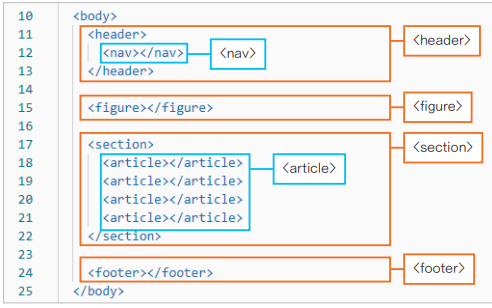 10 <body>
11 <header> <header>
12 <nav></nav> <nav>
13 </header>
14
15 <figure></figure> <figure>
16
17 <section> <section>
18 <article></article> <article>
19 <article></article>
20 <article></article>
21 <article></article>
22 </section>
23
24 <footer></footer> <footer>
25 </body>